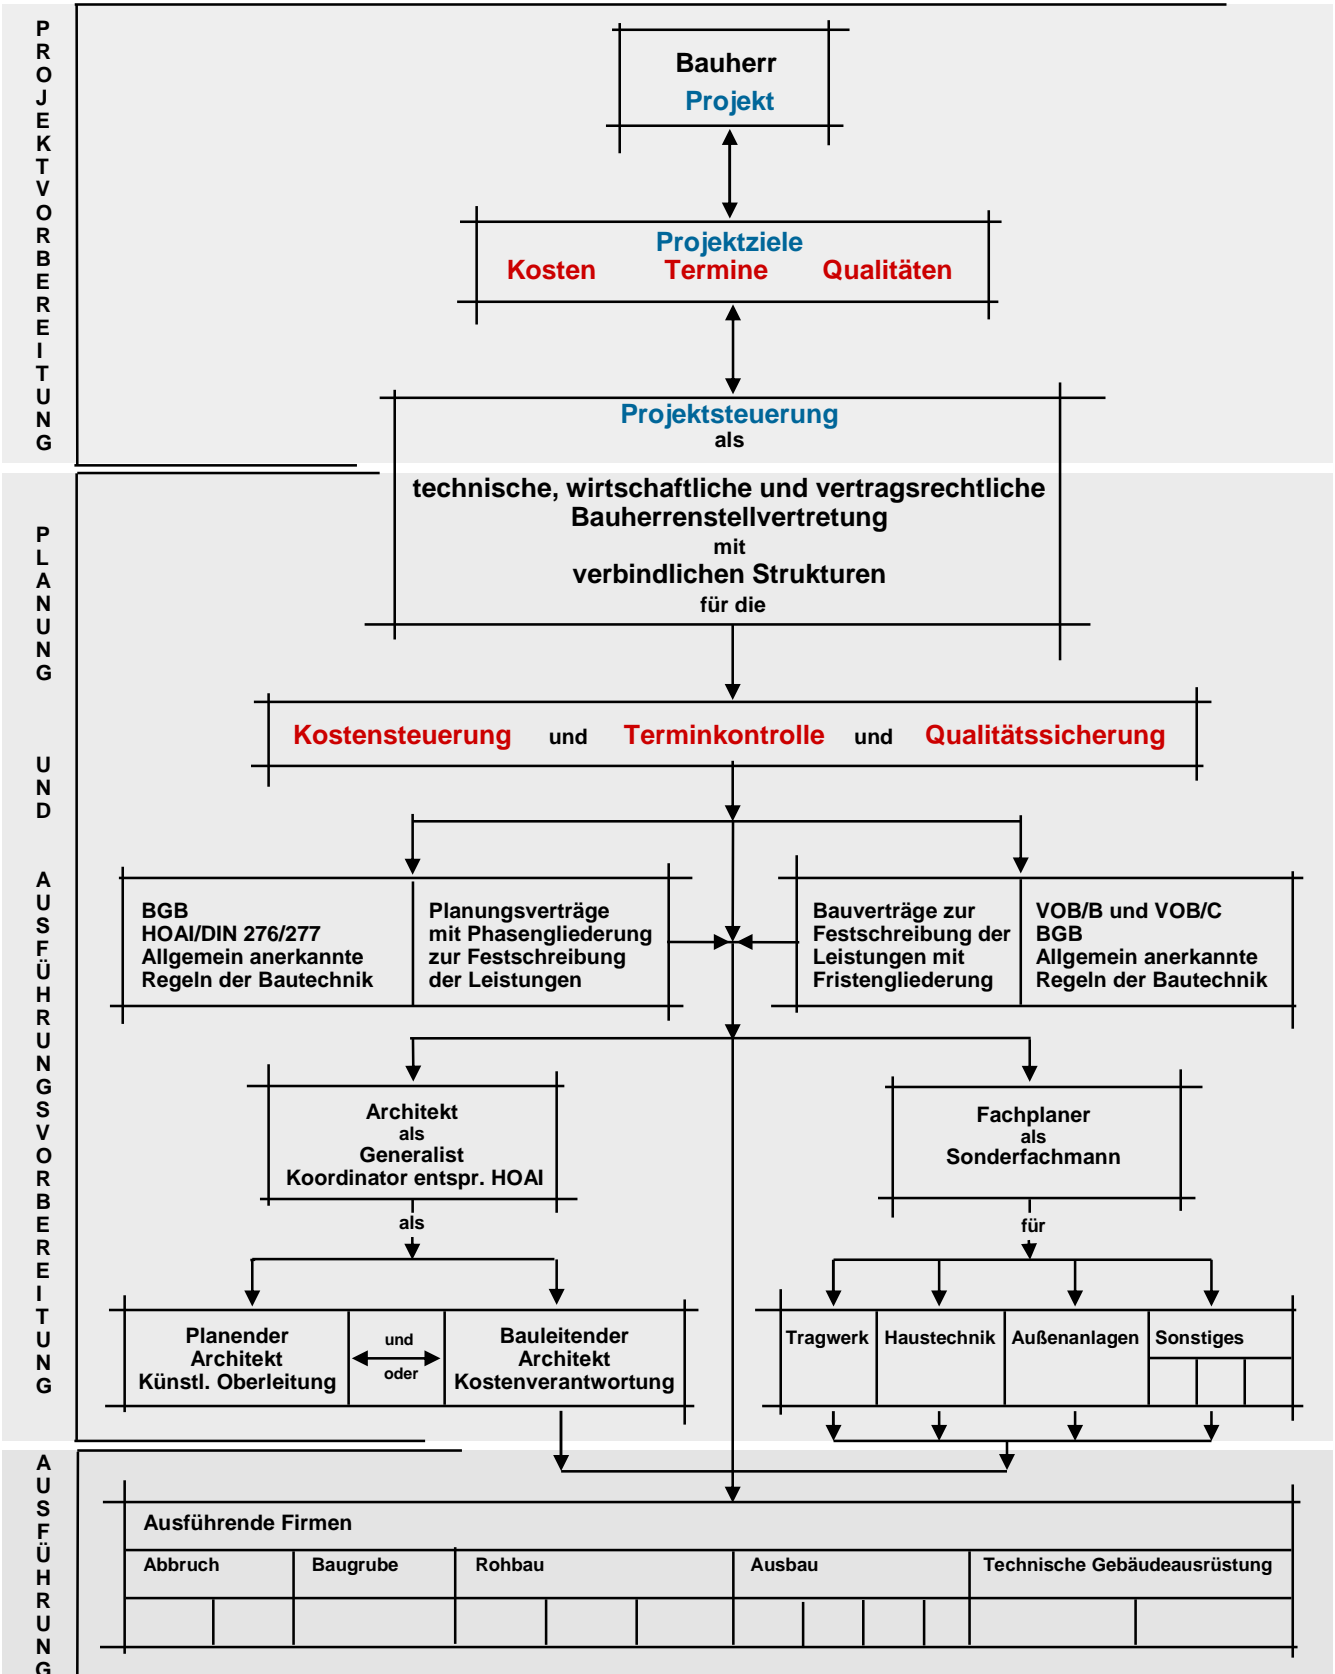 PROJEKTVORBEREITUNG
Bauherr
Projekt
Projektziele
Kosten Termine Qualitäten
Projektsteuerung
als
technische, wirtschaftliche und vertragsrechtliche
Bauherrenstellvertretung
mit
verbindlichen Strukturen
für die
PLANUNG UND AUSFÜHRUNGSVORBEREITUNG
Kostensteuerung und Terminkontrolle und Qualitätssicherung
BGB
HOAI/DIN 276/277
Allgemein anerkannte
Regeln der Bautechnik
Planungsverträge
mit Phasengliederung
zur Festschreibung
der Leistungen
Bauverträge zur
Festschreibung der
Leistungen mit
Fristengliederung
VOB/B und VOB/C
BGB
Allgemein anerkannte
Regeln der Bautechnik
Architekt
als
Generalist
Koordinator entspr. HOAI
als
Fachplaner
als
Sonderfachmann
für
Planender
Architekt
Künstl. Oberleitung
und
oder
Bauleitender
Architekt
Kostenverantwortung
Tragwerk Haustechnik Außenanlagen Sonstiges
AUSFÜHRUNG
Ausführende Firmen
Abbruch Baugrube Rohbau Ausbau Technische Gebäudeausrüstung